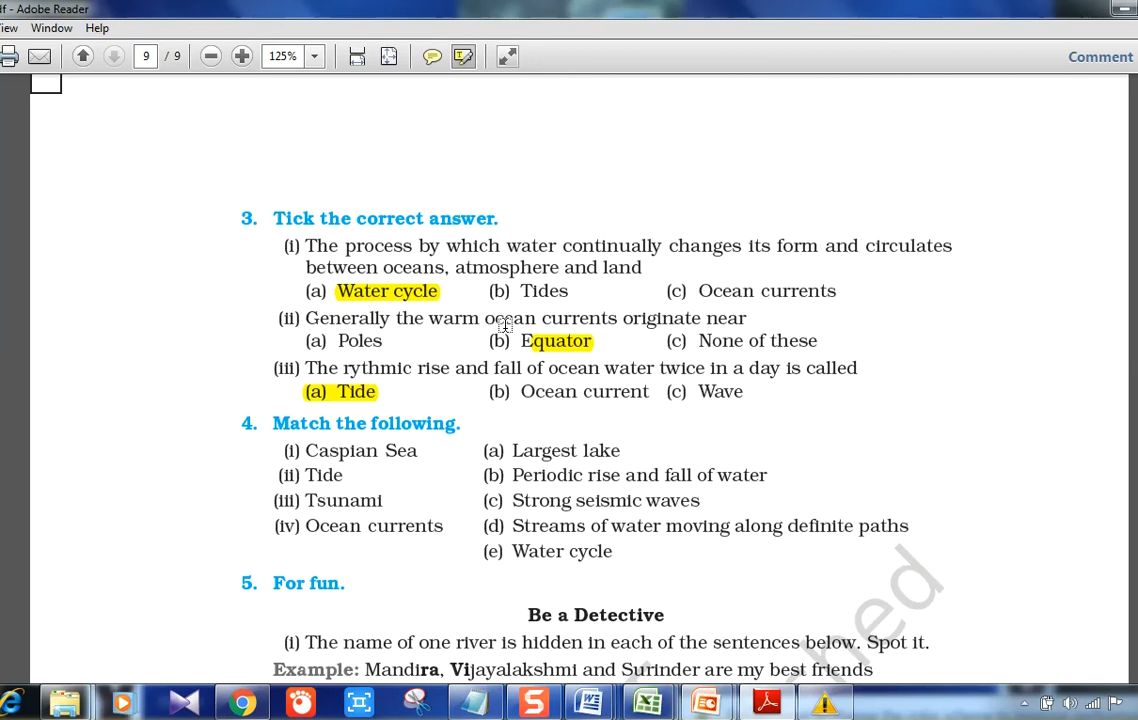 df - Adobe Reader
iew Window Help
9 / 9 125% Comment
3. Tick the correct answer.
(i) The process by which water continually changes its form and circulates
between oceans, atmosphere and land
(a) Water cycle (b) Tides (c) Ocean currents
(ii) Generally the warm ocean currents originate near
(a) Poles (b) Equator (c) None of these
(iii) The rythmic rise and fall of ocean water twice in a day is called
(a) Tide (b) Ocean current (c) Wave
4. Match the following.
(i) Caspian Sea (a) Largest lake
(ii) Tide (b) Periodic rise and fall of water
(iii) Tsunami (c) Strong seismic waves
(iv) Ocean currents (d) Streams of water moving along definite paths
(e) Water cycle
5. For fun.
Be a Detective
(i) The name of one river is hidden in each of the sentences below. Spot it.
Example: Mandira, Vijayalakshmi and Surinder are my best friends
hed